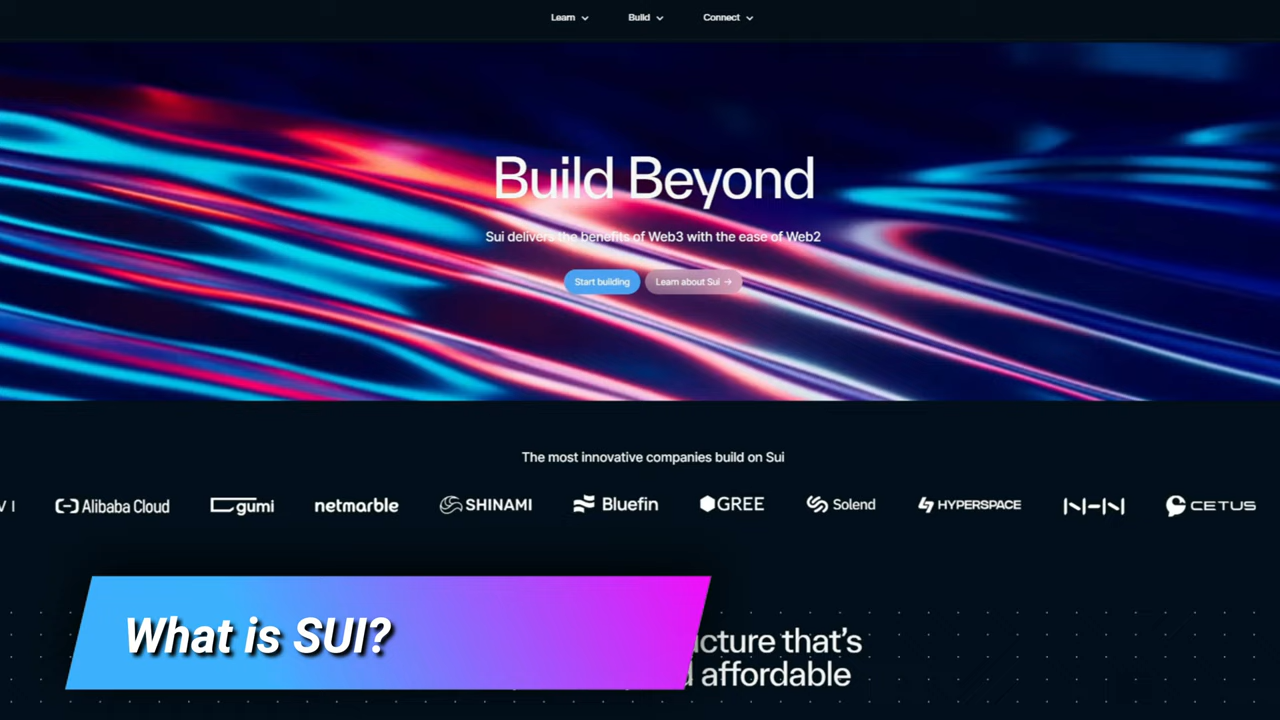 Learn
Build
Connect
Build Beyond
Sui delivers the benefits of Web3 with the ease of Web2
Start building
Learn about Sui →
The most innovative companies build on Sui
Alibaba Cloud
gumi
netmarble
SHINAMI
Bluefin
GREE
Solend
HYPERSPACE
NHN
CETUS
What is SUI?
that's
affordable